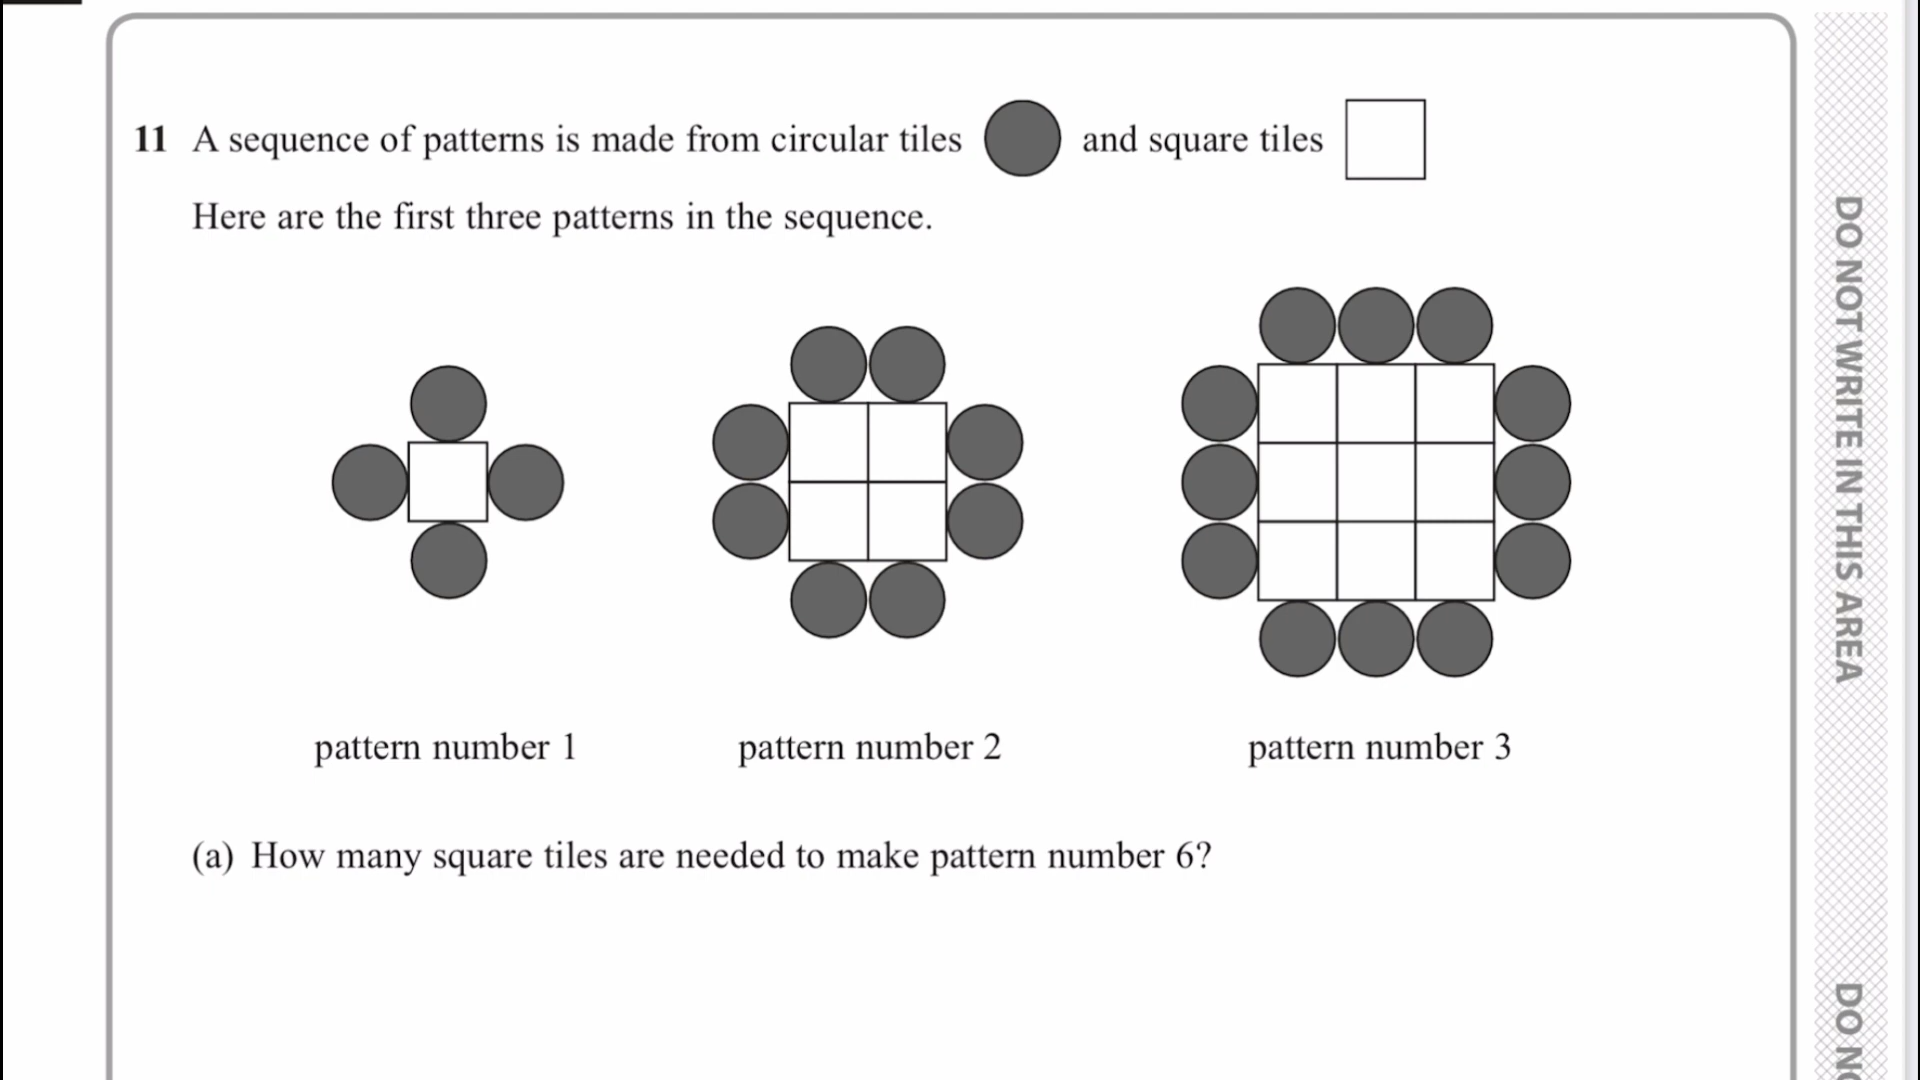 11 A sequence of patterns is made from circular tiles and square tiles
Here are the first three patterns in the sequence.
pattern number 1
pattern number 2
pattern number 3
(a) How many square tiles are needed to make pattern number 6?
DO NOT WRITE IN THIS AREA
DO NO